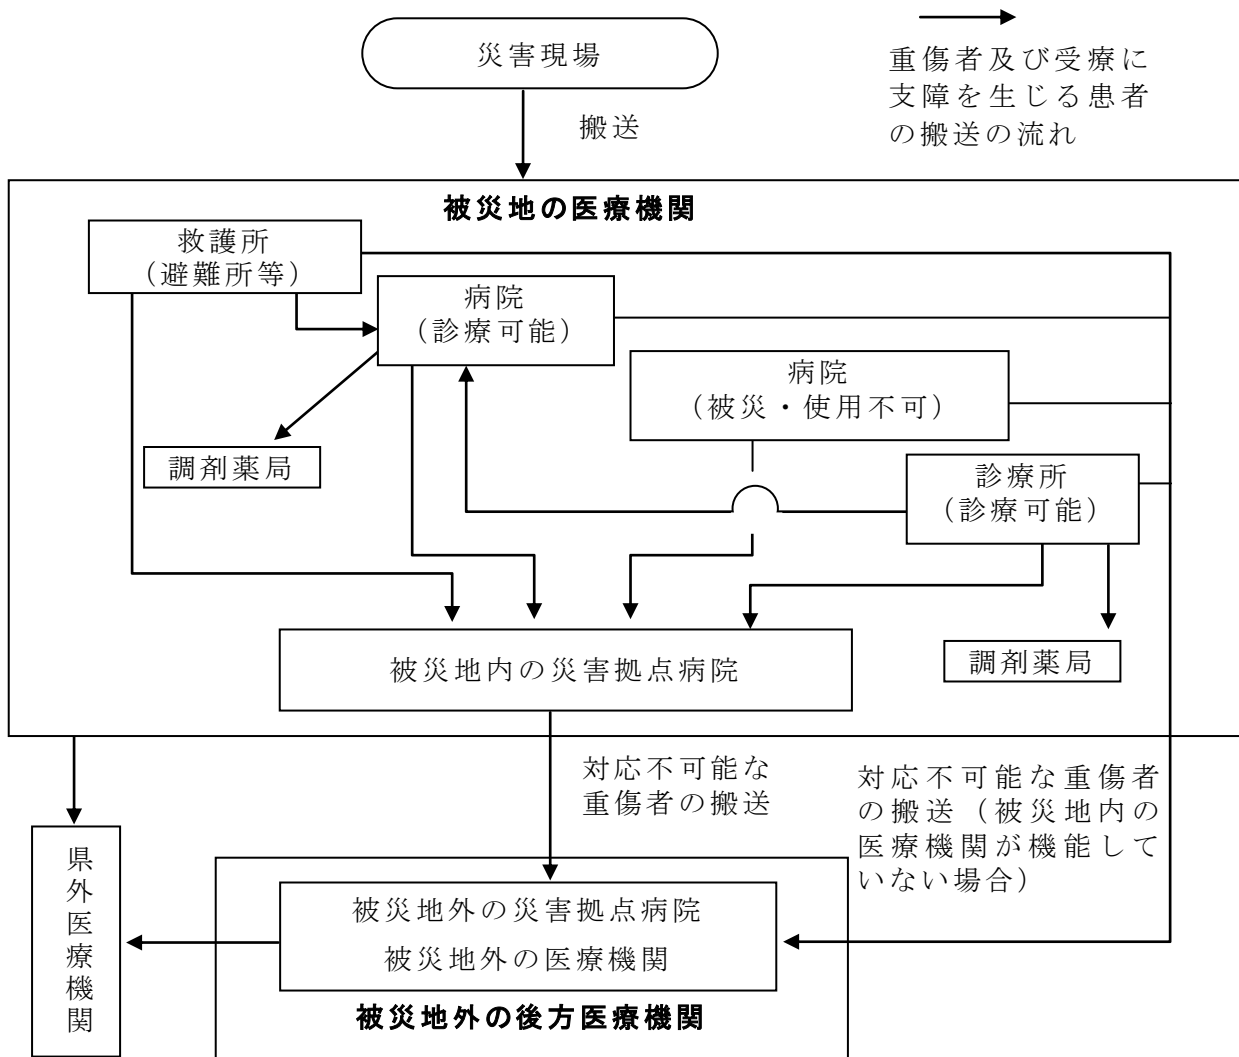 災害現場
重傷者及び受療に
支障を生じる患者
の搬送の流れ
搬送
被災地の医療機関
救護所
（避難所等）
病院
（診療可能）
病院
（被災・使用不可）
調剤薬局
診療所
（診療可能）
被災地内の災害拠点病院
調剤薬局
対応不可能な
重傷者の搬送
対応不可能な重傷者
の搬送（被災地内の
医療機関が機能して
いない場合）
県外医療機関
被災地外の災害拠点病院
被災地外の医療機関
被災地外の後方医療機関